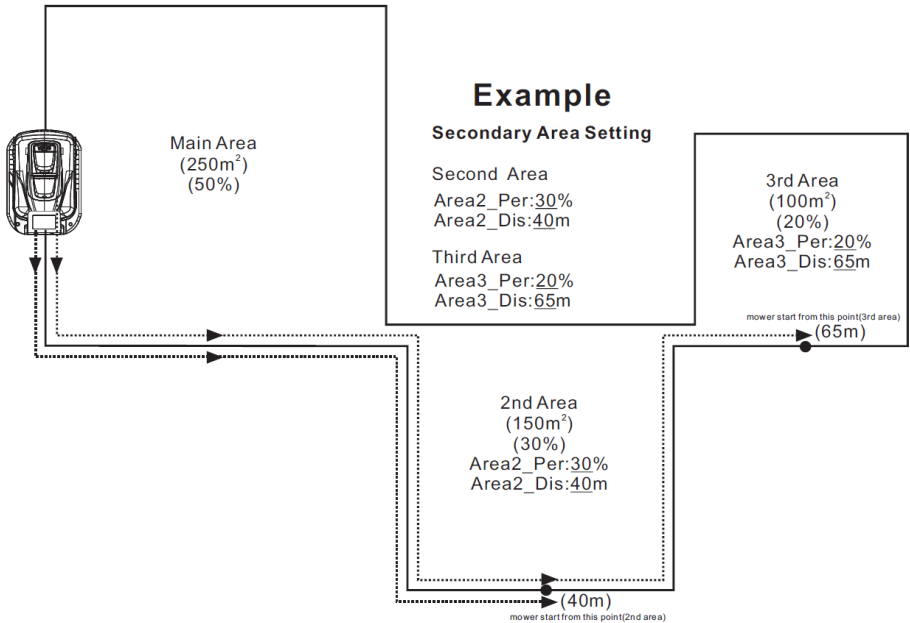 Example
Secondary Area Setting
Main Area
(250m²)
(50%)
Second Area
Area2_Per:30%
Area2_Dis:40m
Third Area
Area3_Per:20%
Area3_Dis:65m
3rd Area
(100m²)
(20%)
Area3_Per:20%
Area3_Dis:65m
mower start from this point(3rd area)
(65m)
2nd Area
(150m²)
(30%)
Area2_Per:30%
Area2_Dis:40m
(40m)
mower start from this point(2nd area)